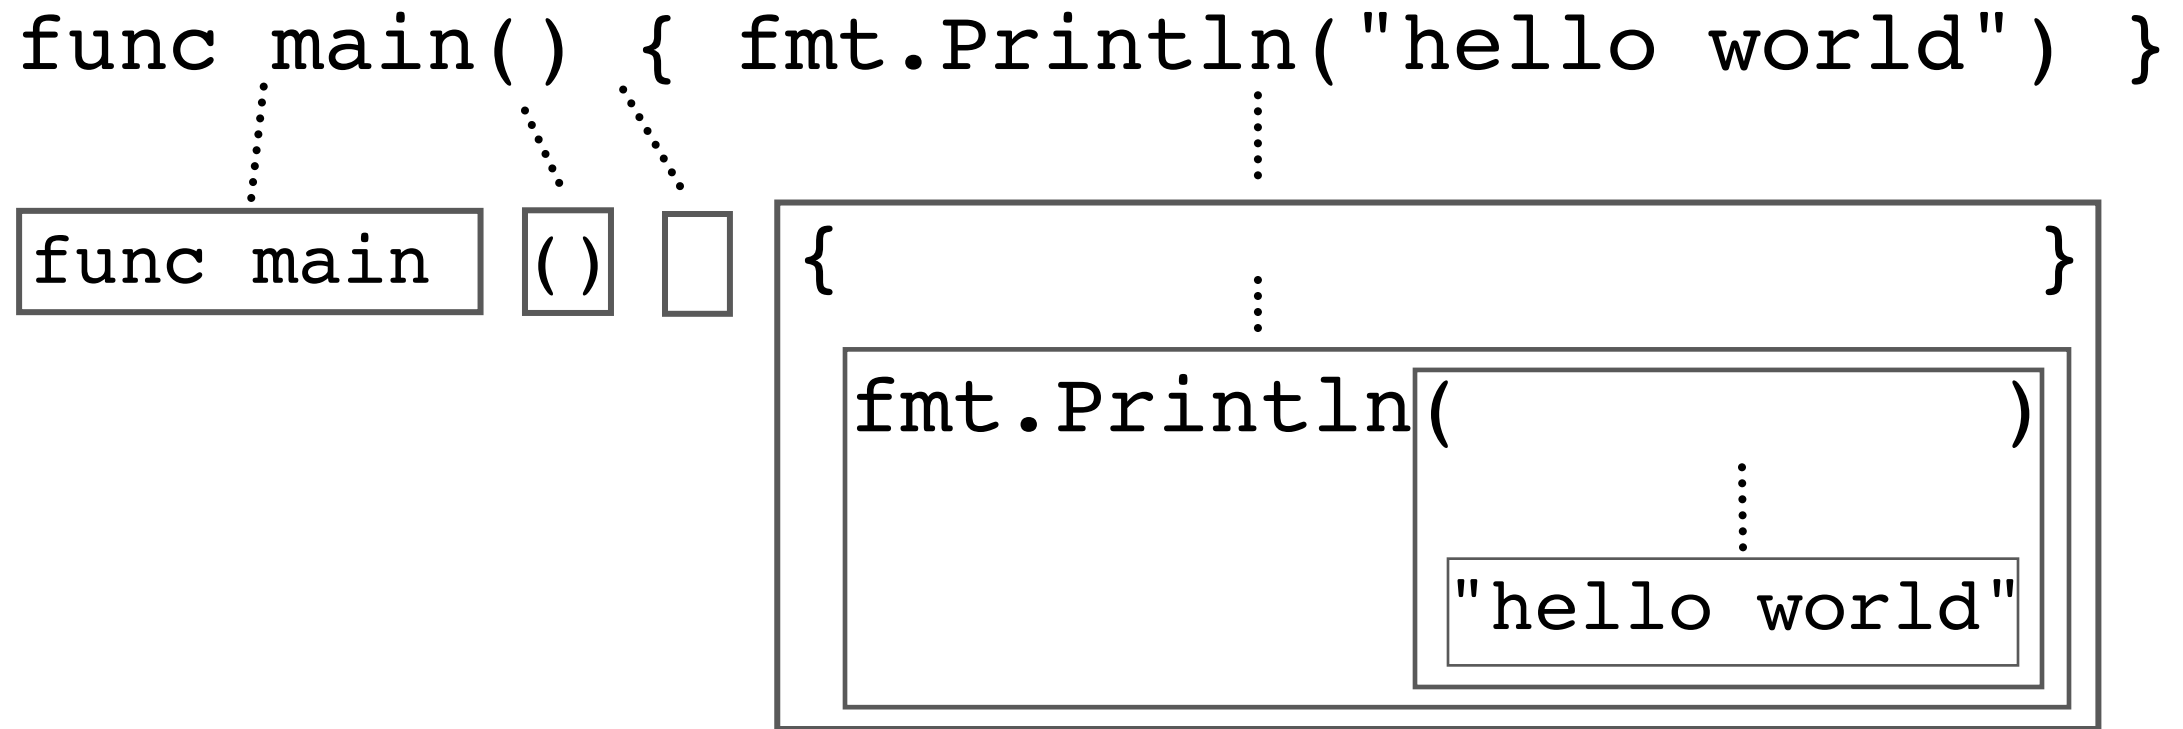 func main() { fmt.Println("hello world") }
func main () { }
fmt.Println( )
"hello world"